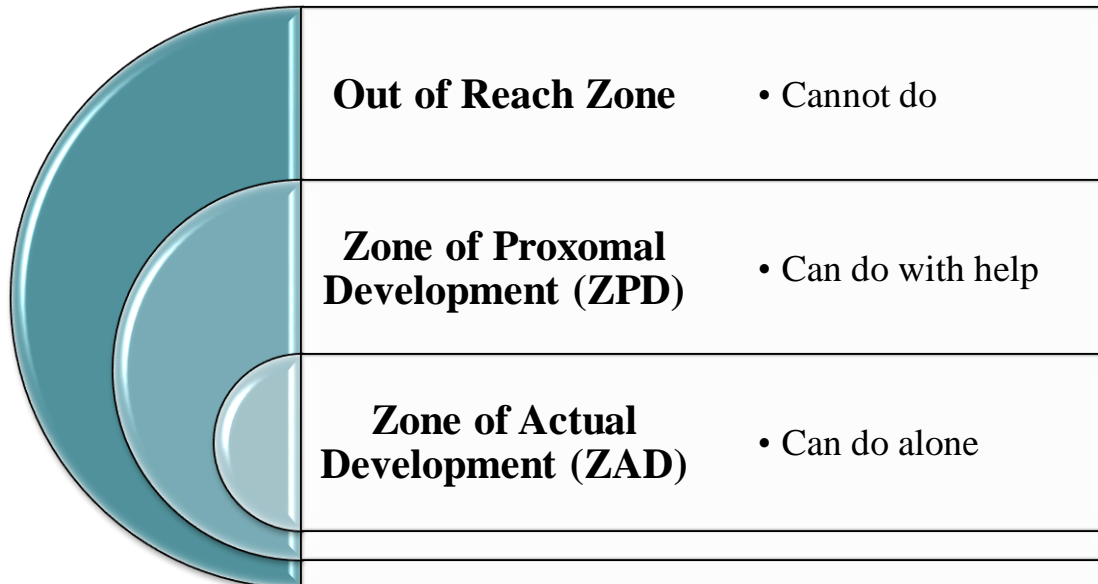 Out of Reach Zone
• Cannot do
Zone of Proxomal
Development (ZPD)
• Can do with help
Zone of Actual
Development (ZAD)
• Can do alone